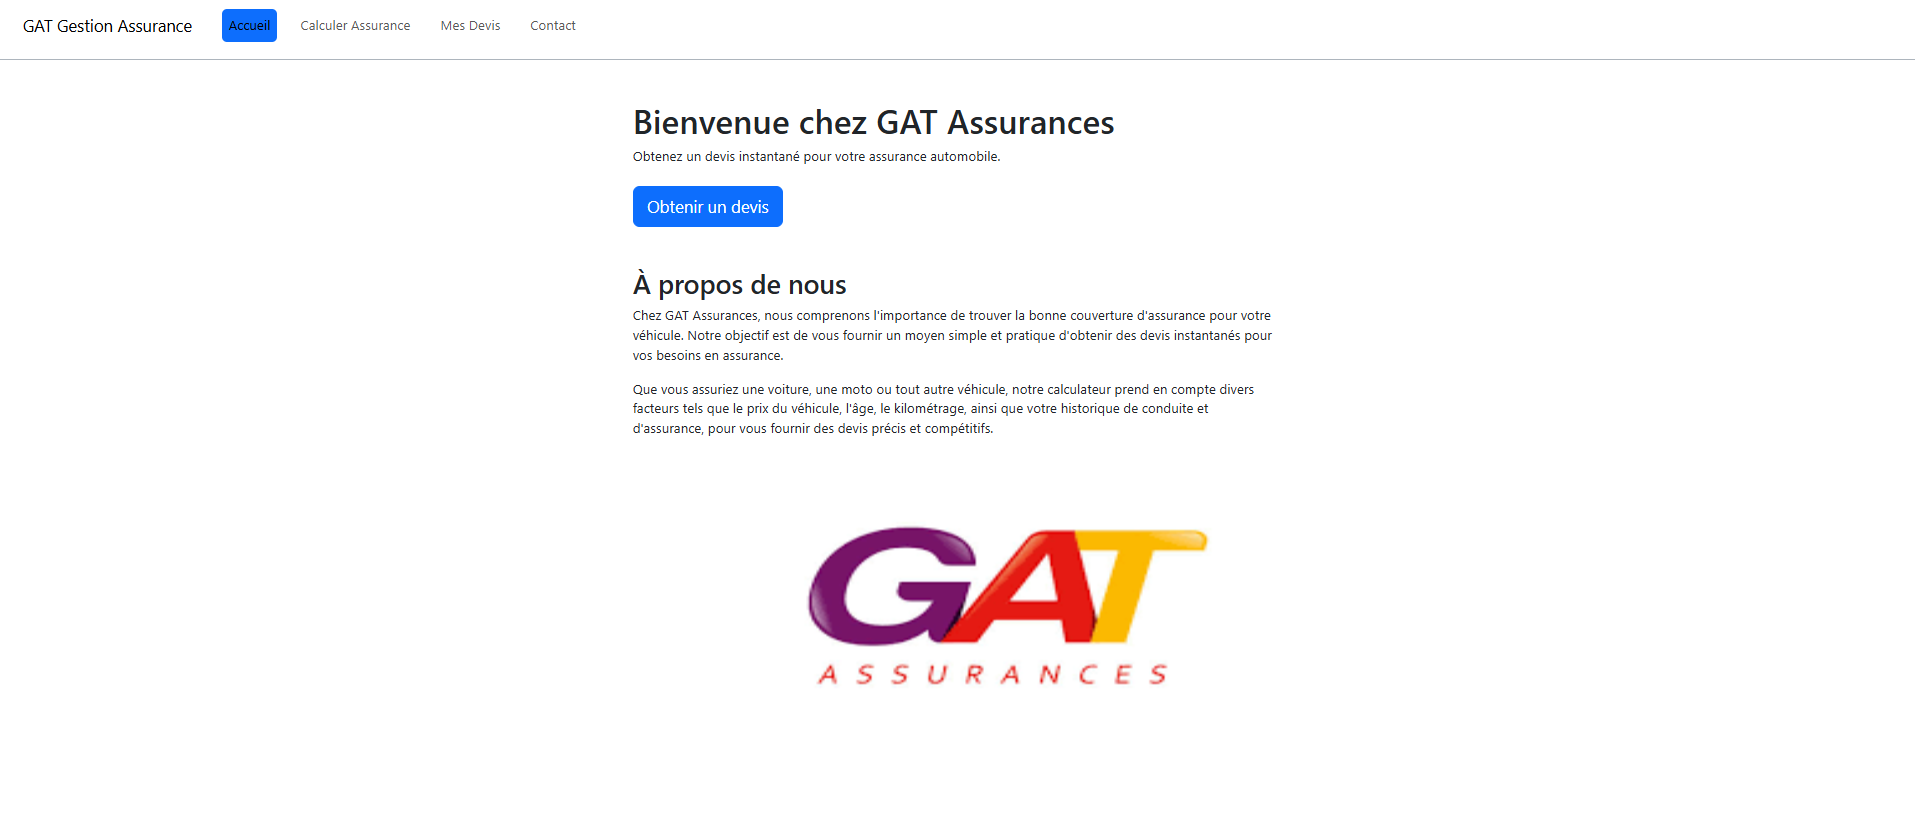 GAT Gestion Assurance Accueil Calculer Assurance Mes Devis Contact
Bienvenue chez GAT Assurances
Obtenez un devis instantané pour votre assurance automobile.
Obtenir un devis
À propos de nous
Chez GAT Assurances, nous comprenons l'importance de trouver la bonne couverture d'assurance pour votre
véhicule. Notre objectif est de vous fournir un moyen simple et pratique d'obtenir des devis instantanés pour
vos besoins en assurance.
Que vous assuriez une voiture, une moto ou tout autre véhicule, notre calculateur prend en compte divers
facteurs tels que le prix du véhicule, l'âge, le kilométrage, ainsi que votre historique de conduite et
d'assurance, pour vous fournir des devis précis et compétitifs.
GAT
ASSURANCES